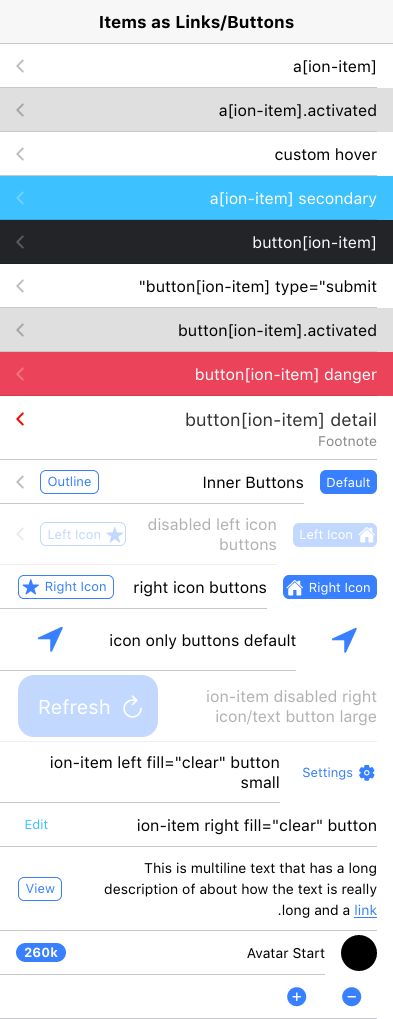 Items as Links/Buttons
a[ion-item]
a[ion-item].activated
custom hover
a[ion-item] secondary
button[ion-item]
"button[ion-item] type="submit
button[ion-item].activated
button[ion-item] danger
button[ion-item] detail
Footnote
Outline Inner Buttons Default
Left Icon disabled left icon buttons Left Icon
Right Icon right icon buttons Right Icon
icon only buttons default
Refresh ion-item disabled right icon/text button large
ion-item left fill="clear" button small Settings
Edit ion-item right fill="clear" button
This is multiline text that has a long
View description of about how the text is really
.long and a link
260k Avatar Start